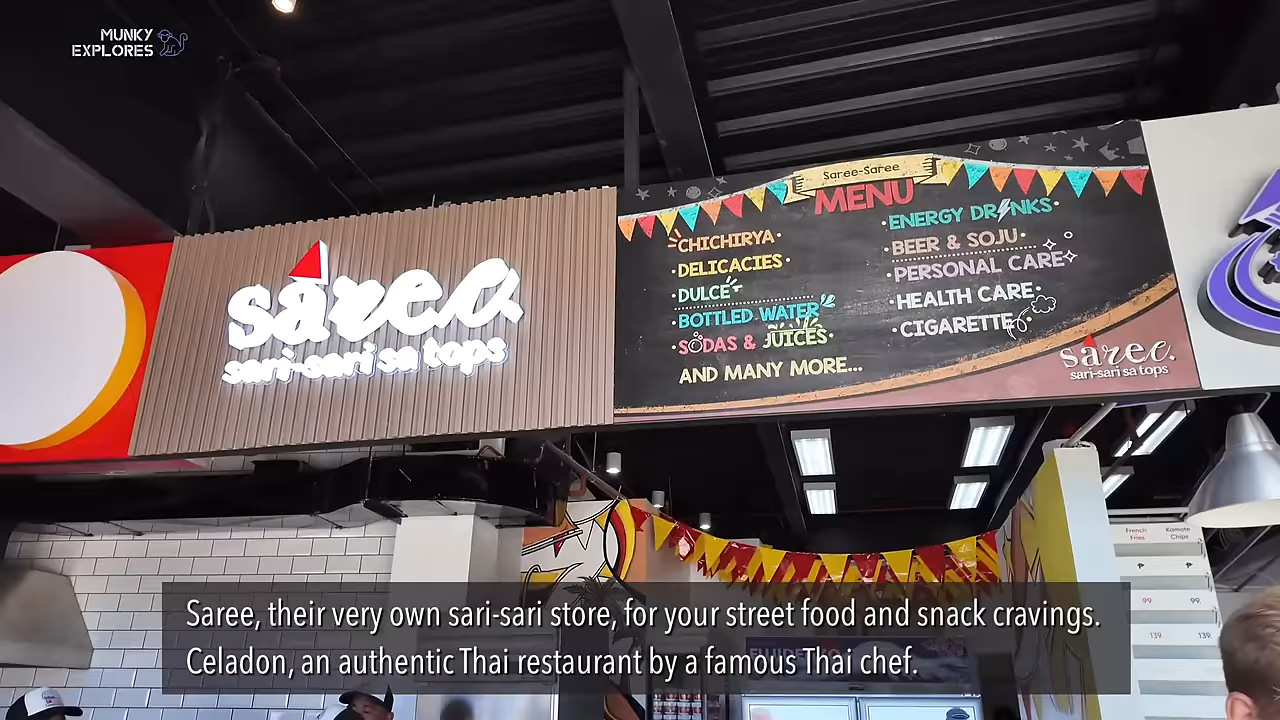 MUNKY
EXPLORES
saree
sari-sari sa tops
Saree-Saree
MENU
• CHICHIRYA •
• DELICACIES •
• DULCE
• BOTTLED WATER
• SODAS & JUICES •
AND MANY MORE...
• ENERGY DRINKS
• BEER & SOJU •
• PERSONAL CARE
• HEALTH CARE •
• CIGARETTE •
saree.
sari-sari sa tops
French
Fries
Kamote
Chips
₱
₱
99.
99.
139.
139.
Saree, their very own sari-sari store, for your street food and snack cravings.
Celadon, an authentic Thai restaurant by a famous Thai chef.